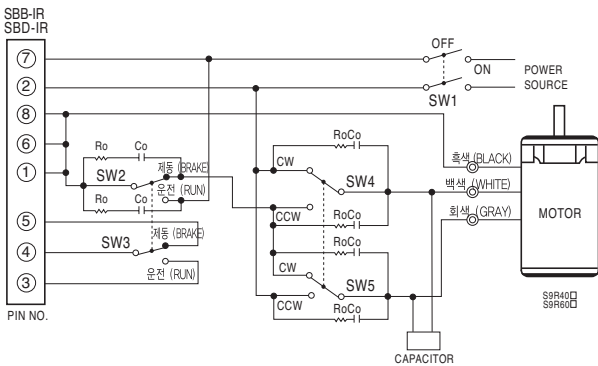 SBB-IR
SBD-IR
7
2
8
6
1
5
4
3
PIN NO.
OFF
ON
SW1
POWER
SOURCE
Ro Co
제동 (BRAKE)
SW2
운전 (RUN)
Ro Co
제동 (BRAKE)
SW3
운전 (RUN)
RoCo
CW
SW4
CCW
RoCo
RoCo
CW
SW5
CCW
RoCo
흑색 (BLACK)
백색 (WHITE)
회색 (GRAY)
MOTOR
S9R40□
S9R60□
CAPACITOR